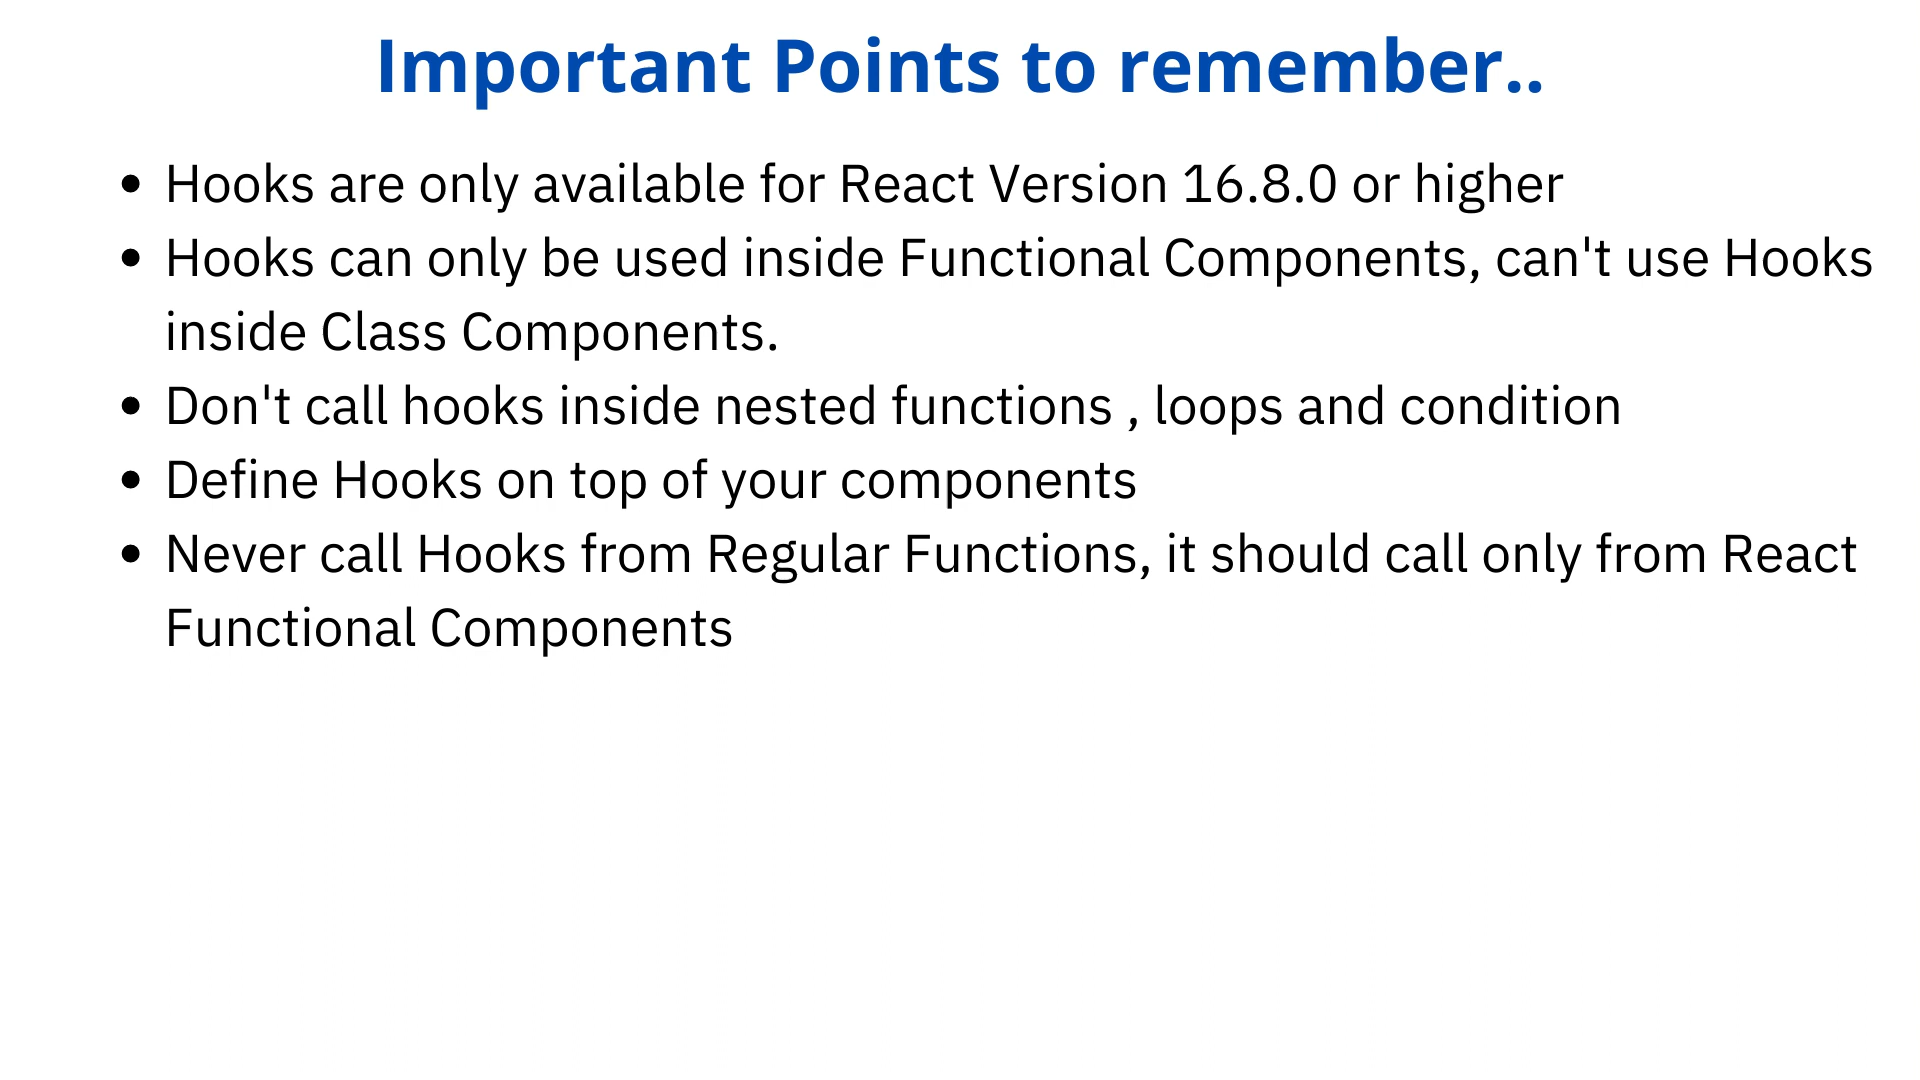 Important Points to remember..
• Hooks are only available for React Version 16.8.0 or higher
• Hooks can only be used inside Functional Components, can't use Hooks
inside Class Components.
• Don't call hooks inside nested functions , loops and condition
• Define Hooks on top of your components
• Never call Hooks from Regular Functions, it should call only from React
Functional Components